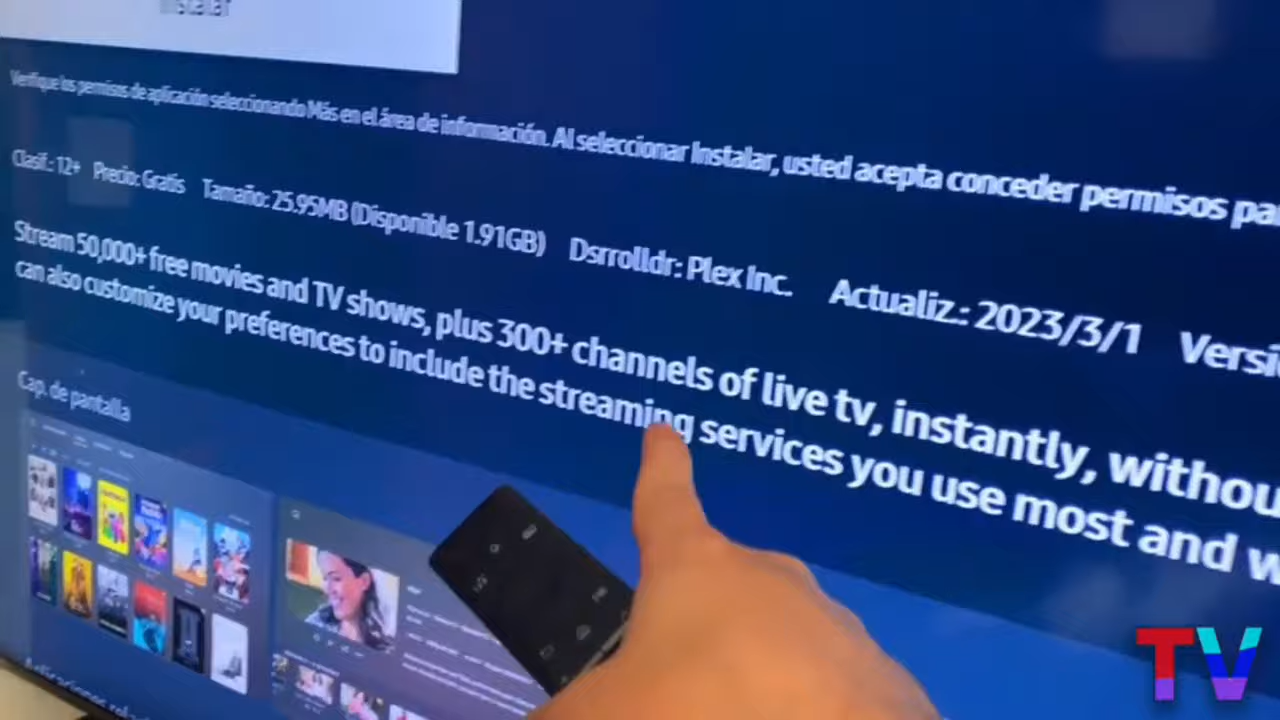 Instalar
Verifique los permisos de aplicación seleccionando Más en el área de información. Al seleccionar Instalar, usted acepta conceder permisos pa
Clasif.: 12+ Precio: Gratis Tamaño: 25.95MB (Disponible 1.91GB) Dsrrolldr: Plex Inc. Actualiz.: 2023/3/1 Versi
Stream 50,000+ free movies and TV shows, plus 300+ channels of live tv, instantly, withou
can also customize your preferences to include the streaming services you use most and w
Cap. de pantalla
TV